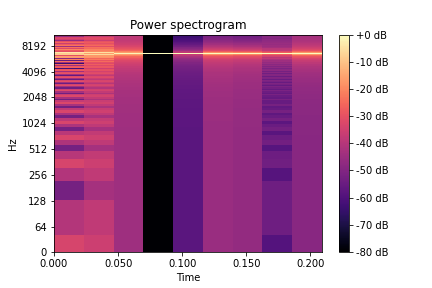 Power spectrogram
+0 dB
8192
-10 dB
4096
-20 dB
2048
-30 dB
1024
-40 dB
Hz
512
-50 dB
256
-60 dB
128
-70 dB
64
0
-80 dB
0.000 0.050 0.100 0.150 0.200
Time